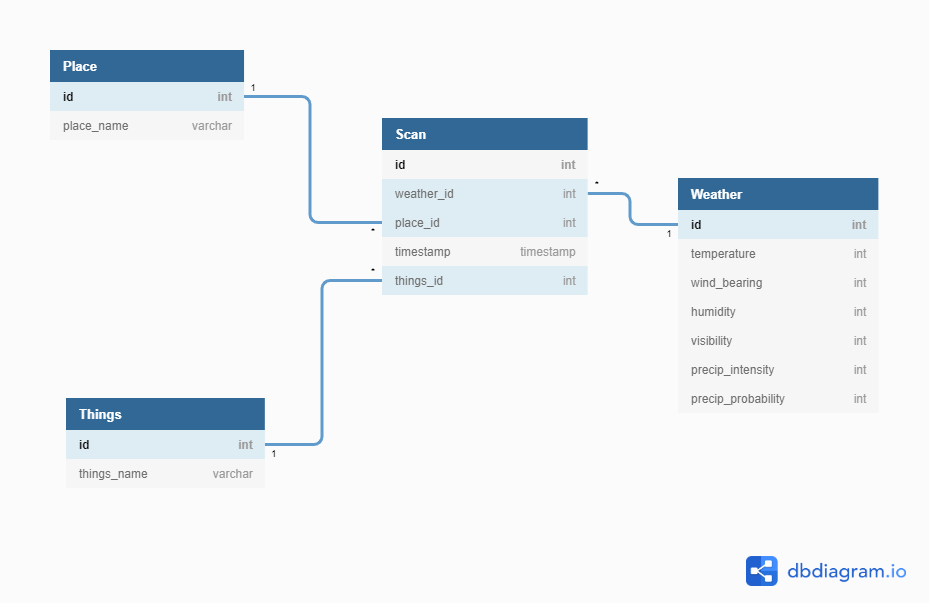 Place
id int
place_name varchar
1
Scan
id int
weather_id int
place_id int
timestamp timestamp
things_id int
*
*
*
Weather
id int
temperature int
wind_bearing int
humidity int
visibility int
precip_intensity int
precip_probability int
1
Things
id int
things_name varchar
1
dbdiagram.io